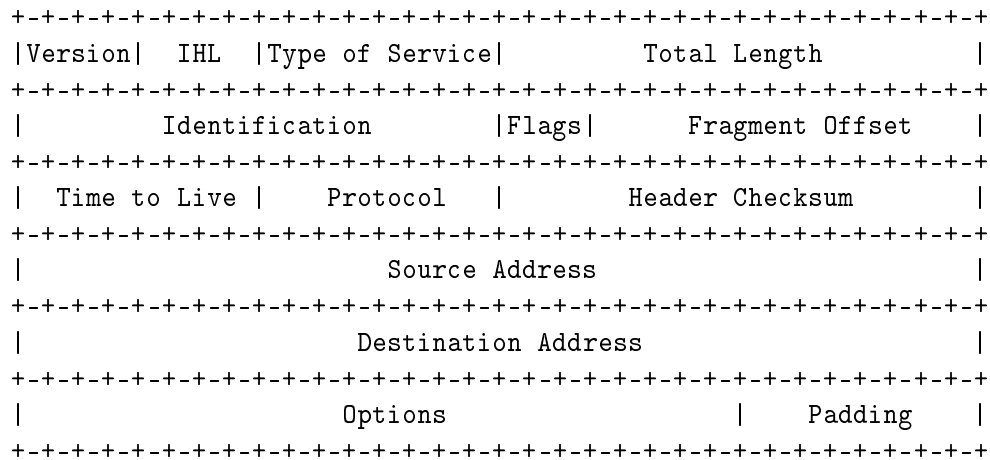 +-+-+-+-+-+-+-+-+-+-+-+-+-+-+-+-+-+-+-+-+-+-+-+-+-+-+-+-+-+-+-+-+
|Version|  IHL  |Type of Service|          Total Length         |
+-+-+-+-+-+-+-+-+-+-+-+-+-+-+-+-+-+-+-+-+-+-+-+-+-+-+-+-+-+-+-+-+
|         Identification        |Flags|      Fragment Offset    |
+-+-+-+-+-+-+-+-+-+-+-+-+-+-+-+-+-+-+-+-+-+-+-+-+-+-+-+-+-+-+-+-+
|  Time to Live |    Protocol   |        Header Checksum        |
+-+-+-+-+-+-+-+-+-+-+-+-+-+-+-+-+-+-+-+-+-+-+-+-+-+-+-+-+-+-+-+-+
|                        Source Address                         |
+-+-+-+-+-+-+-+-+-+-+-+-+-+-+-+-+-+-+-+-+-+-+-+-+-+-+-+-+-+-+-+-+
|                      Destination Address                      |
+-+-+-+-+-+-+-+-+-+-+-+-+-+-+-+-+-+-+-+-+-+-+-+-+-+-+-+-+-+-+-+-+
|                     Options                   |    Padding    |
+-+-+-+-+-+-+-+-+-+-+-+-+-+-+-+-+-+-+-+-+-+-+-+-+-+-+-+-+-+-+-+-+